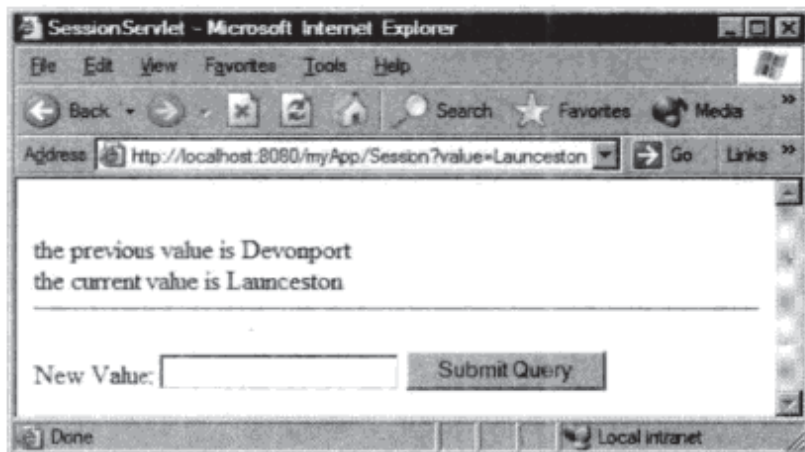 SessionServlet - Microsoft Internet Explorer
File Edit View Favorites Tools Help
Back Search Favorites Media »
Address http://localhost:8080/myApp/Session?value=Launceston Go Links »
the previous value is Devonport
the current value is Launceston
New Value: Submit Query
Done Local intranet